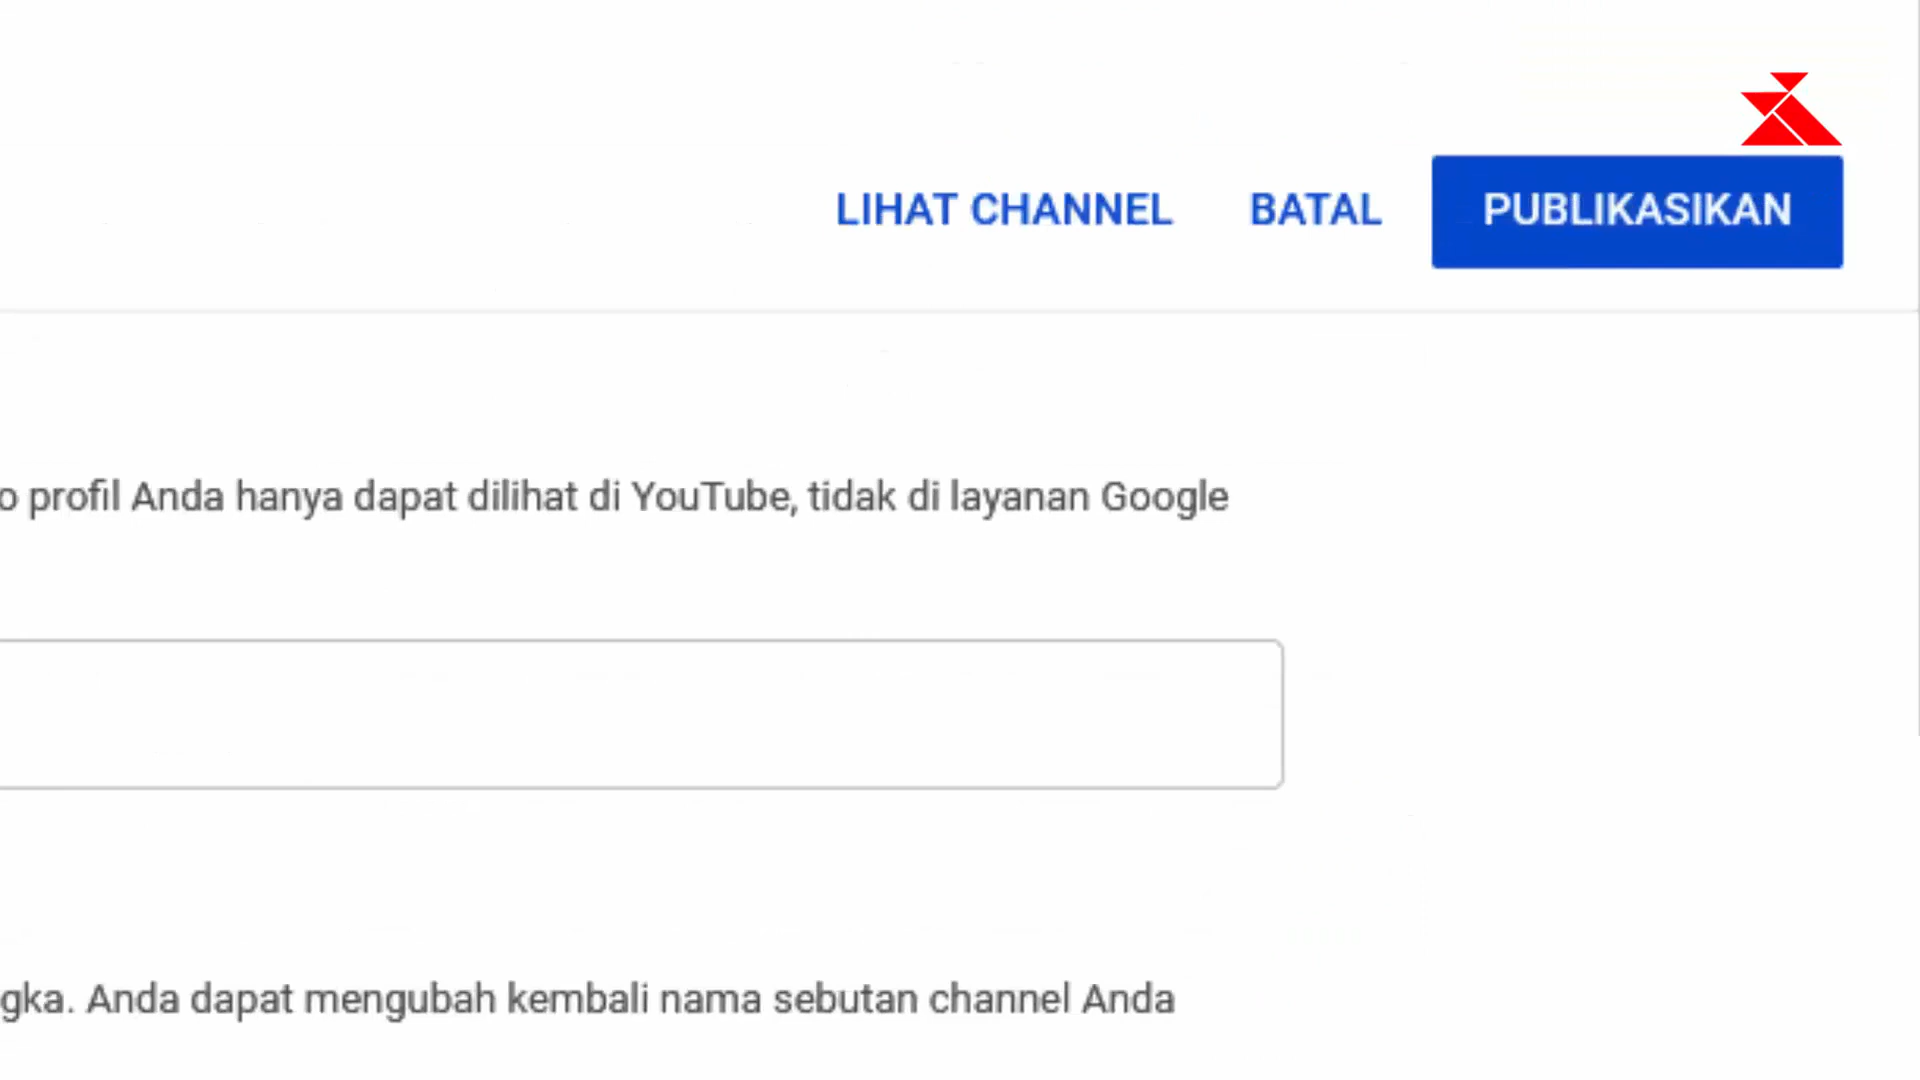 LIHAT CHANNEL BATAL PUBLIKASIKAN
o profil Anda hanya dapat dilihat di YouTube, tidak di layanan Google
gka. Anda dapat mengubah kembali nama sebutan channel Anda